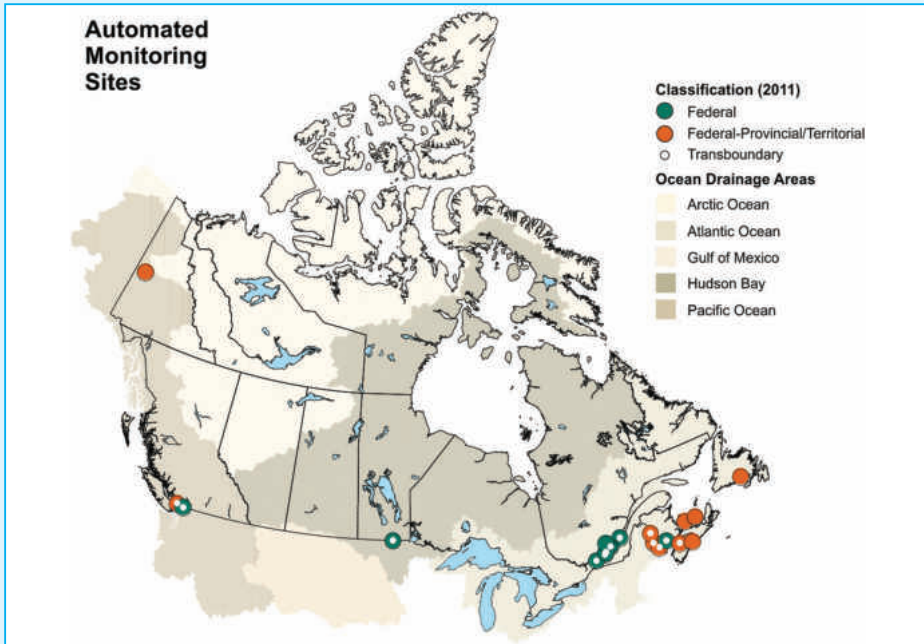 Automated
Monitoring
Sites
Classification (2011)
Federal
Federal-Provincial/Territorial
Transboundary
Ocean Drainage Areas
Arctic Ocean
Atlantic Ocean
Gulf of Mexico
Hudson Bay
Pacific Ocean